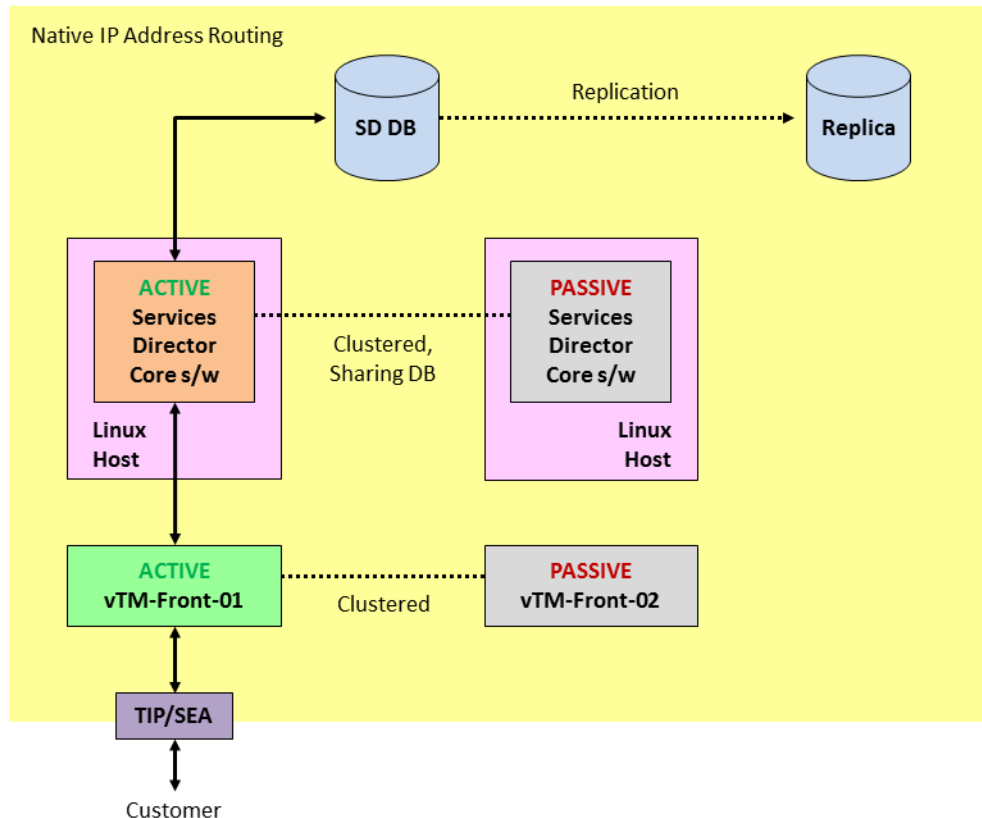 Native IP Address Routing
SD DB
Replication
Replica
ACTIVE
Services
Director
Core s/w
Linux
Host
Clustered,
Sharing DB
PASSIVE
Services
Director
Core s/w
Linux
Host
ACTIVE
vTM-Front-01
Clustered
PASSIVE
vTM-Front-02
TIP/SEA
Customer